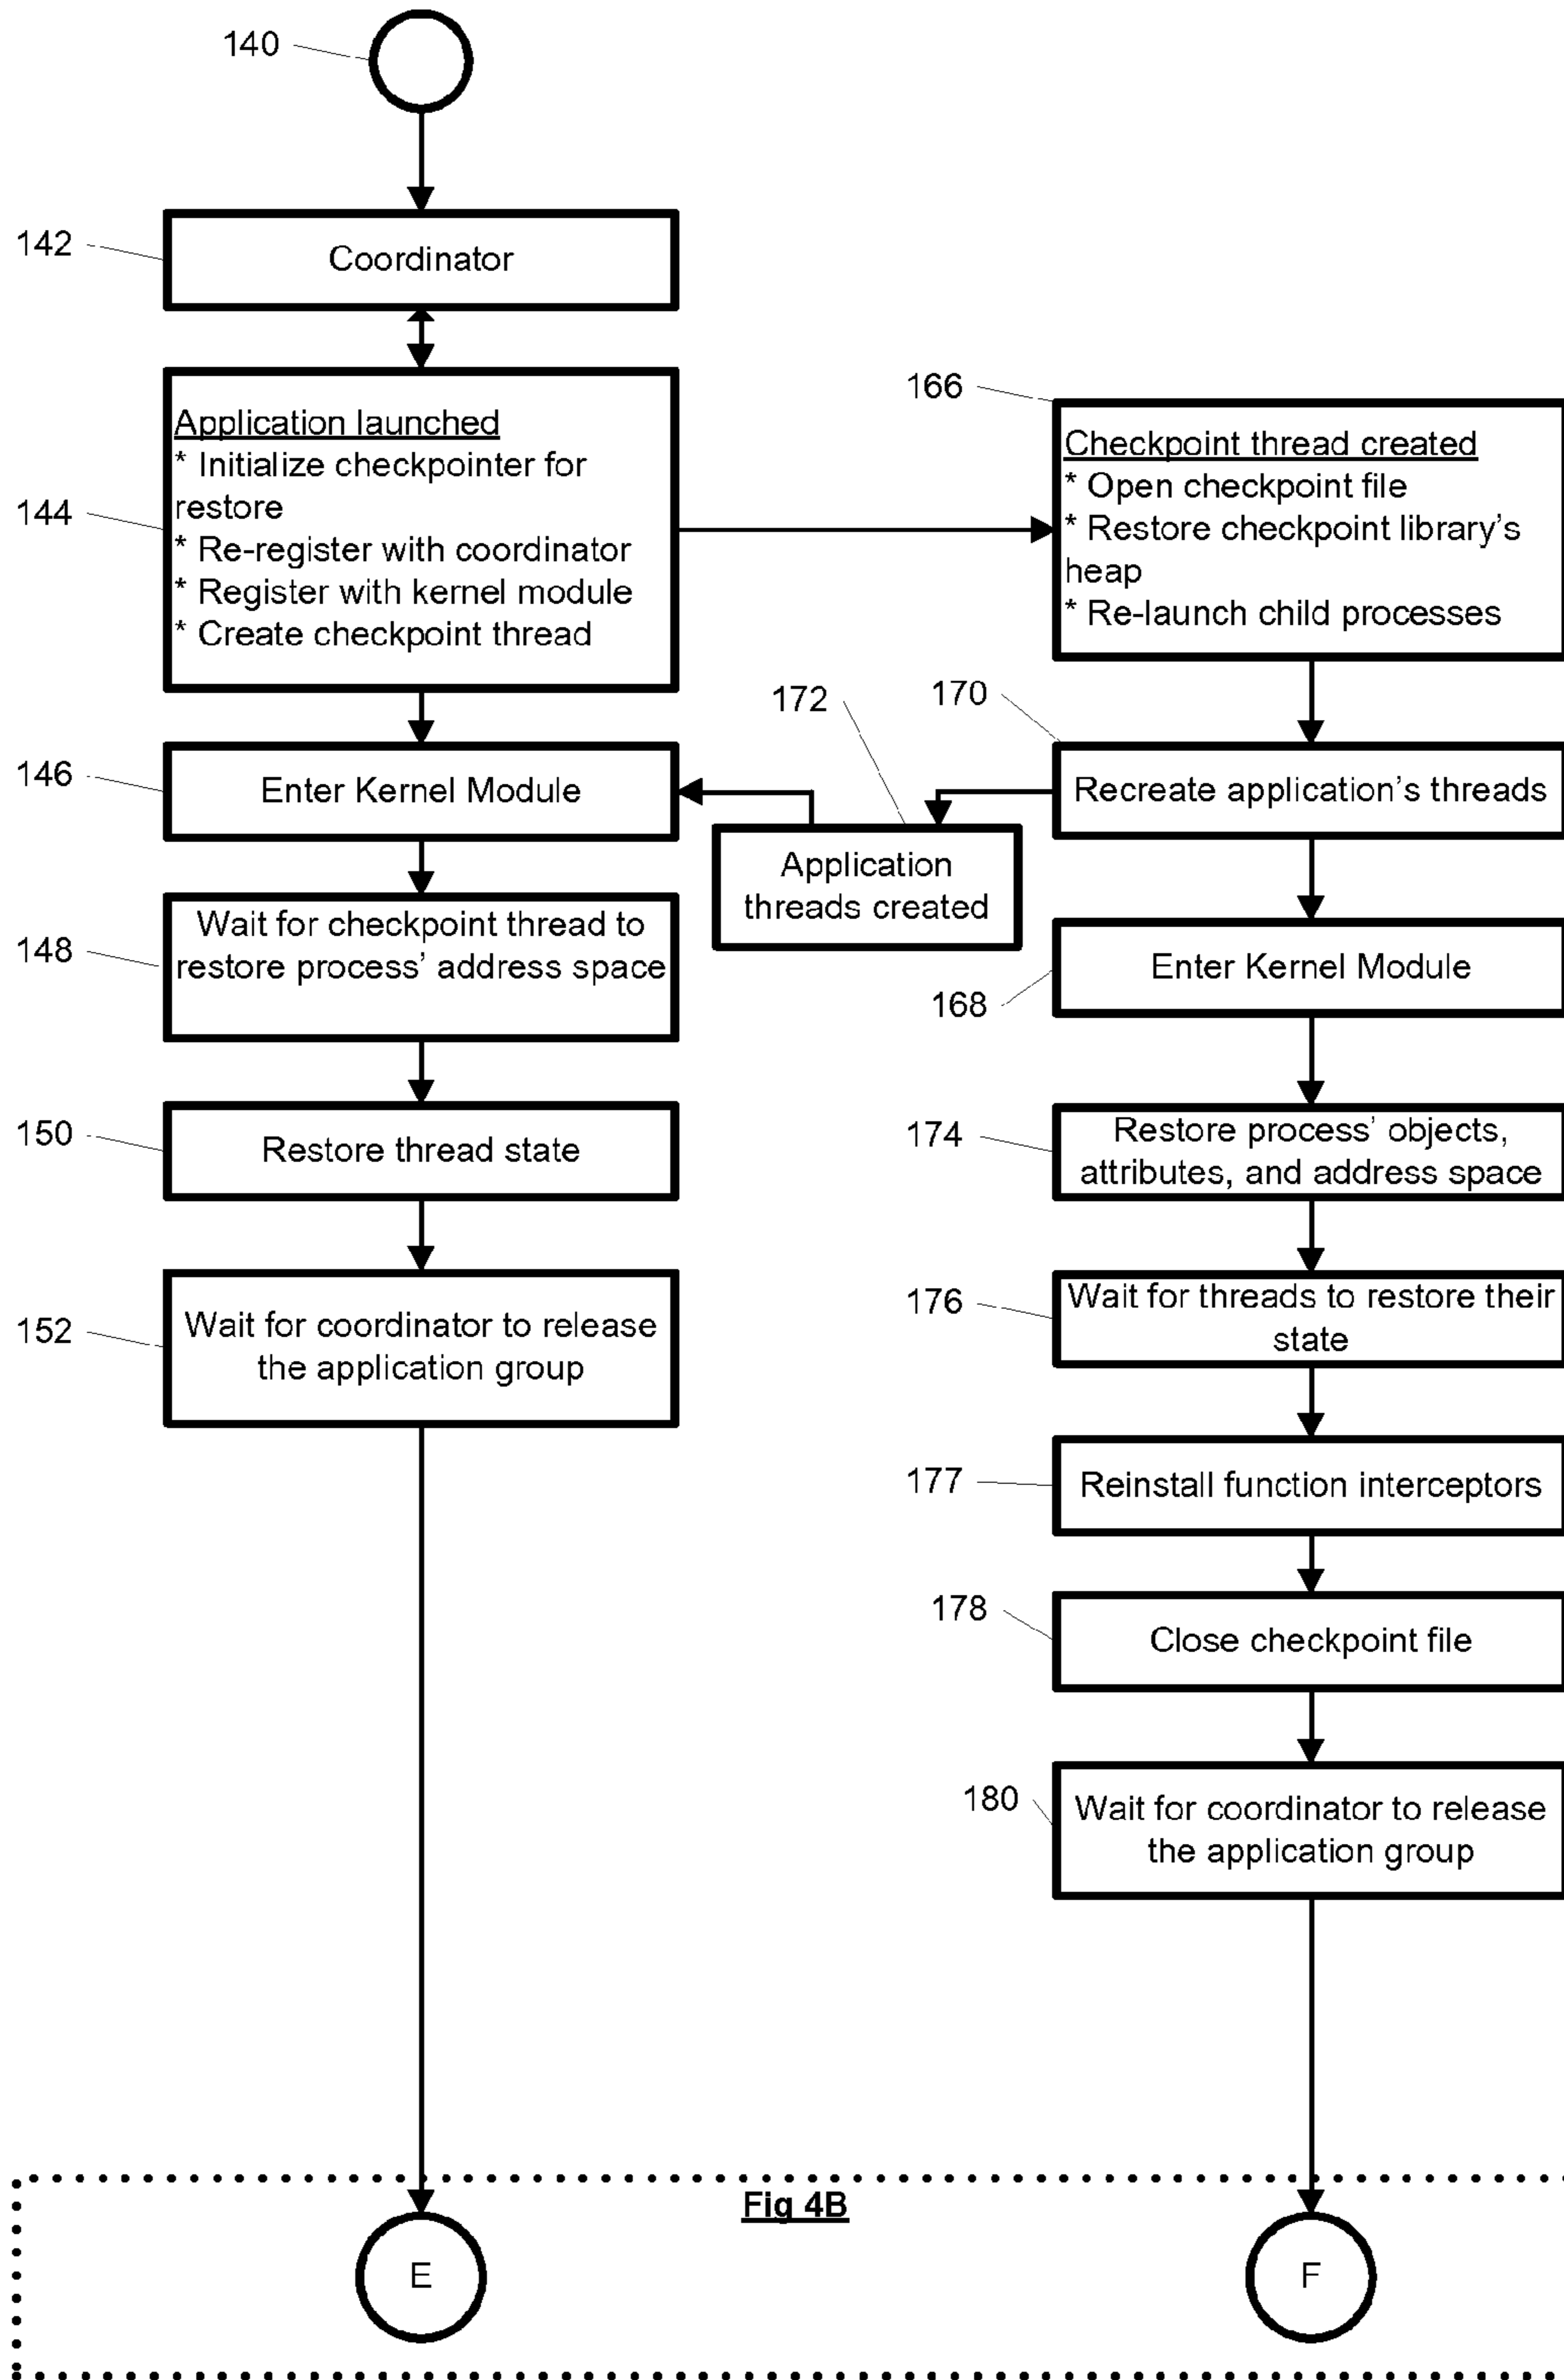 140
142
Coordinator
144
Application launched
* Initialize checkpointer for
restore
* Re-register with coordinator
* Register with kernel module
* Create checkpoint thread
166
Checkpoint thread created
* Open checkpoint file
* Restore checkpoint library's
heap
* Re-launch child processes
146
Enter Kernel Module
172
Application
threads created
170
Recreate application's threads
148
Wait for checkpoint thread to
restore process' address space
168
Enter Kernel Module
150
Restore thread state
174
Restore process' objects,
attributes, and address space
152
Wait for coordinator to release
the application group
176
Wait for threads to restore their
state
177
Reinstall function interceptors
178
Close checkpoint file
180
Wait for coordinator to release
the application group
Fig 4B
E
F